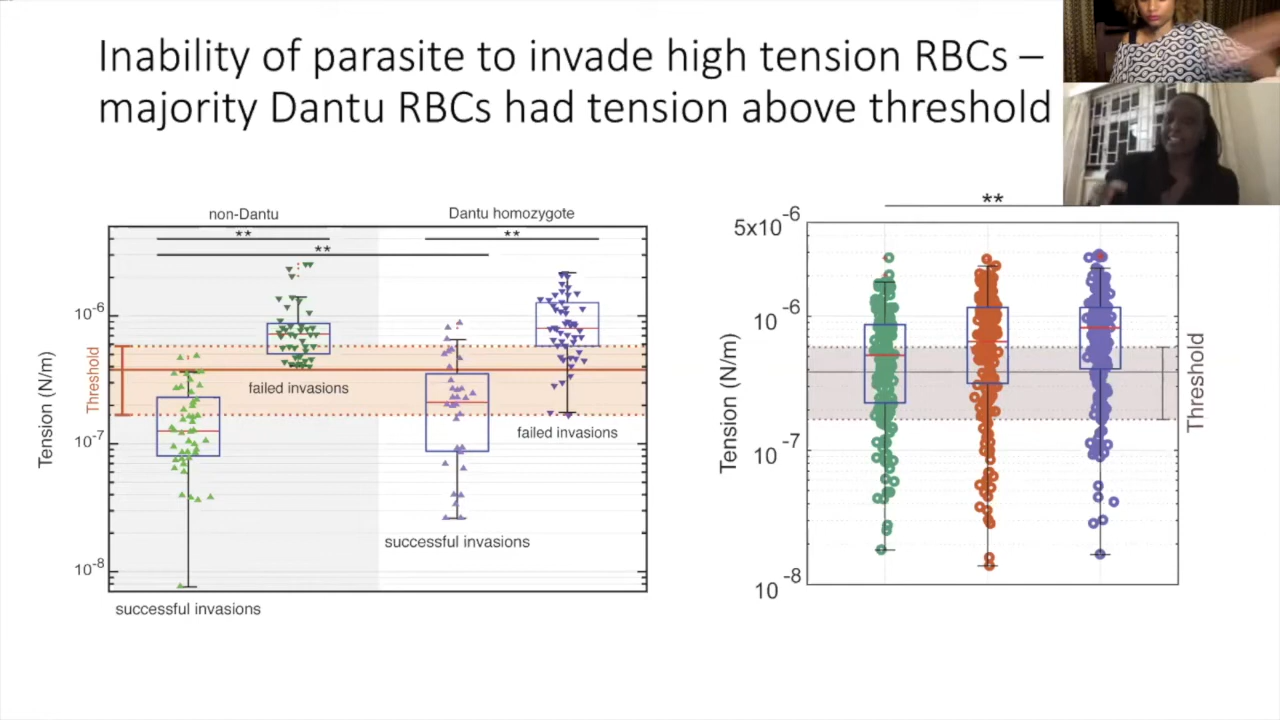 Inability of parasite to invade high tension RBCs –
majority Dantu RBCs had tension above threshold
non-Dantu
Dantu homozygote
**
**
**
10-6
10-7
10-8
Tension (N/m)
Threshold
failed invasions
failed invasions
successful invasions
successful invasions
**
5x10-6
10-6
10-7
10-8
Tension (N/m)
Threshold